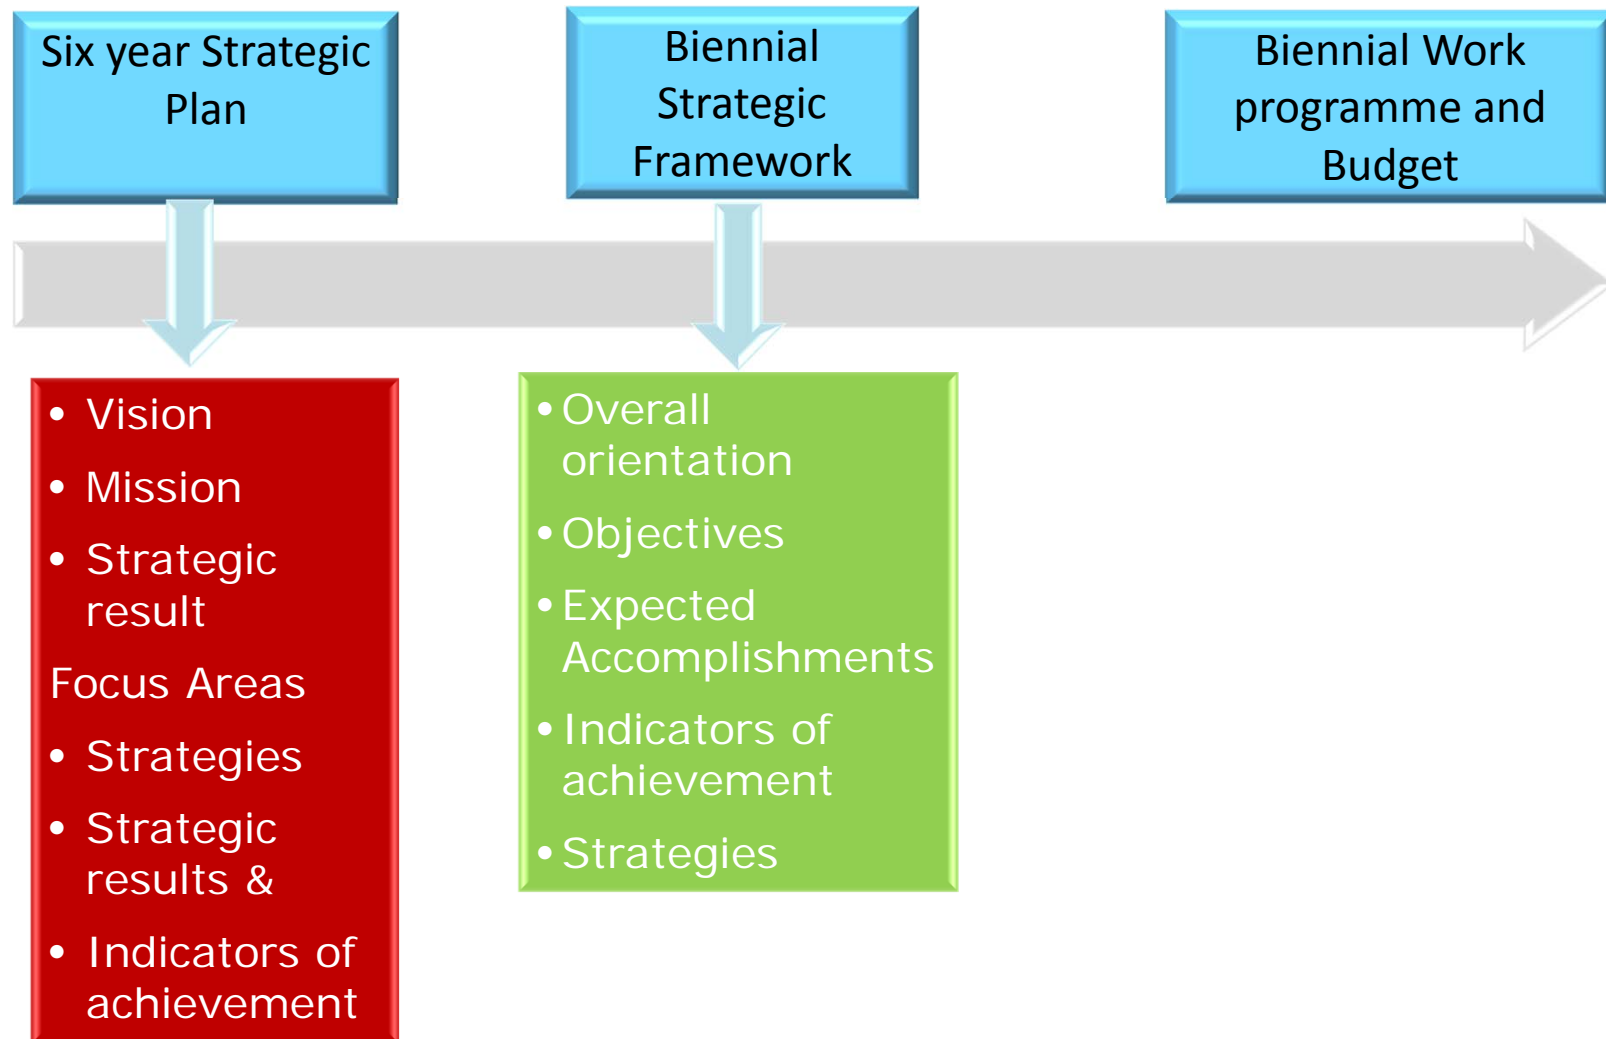 Six year Strategic
Plan
Biennial
Strategic
Framework
Biennial Work
programme and
Budget
• Vision
• Mission
• Strategic
result
Focus Areas
• Strategies
• Strategic
results &
• Indicators of
achievement
• Overall
orientation
• Objectives
• Expected
Accomplishments
• Indicators of
achievement
• Strategies